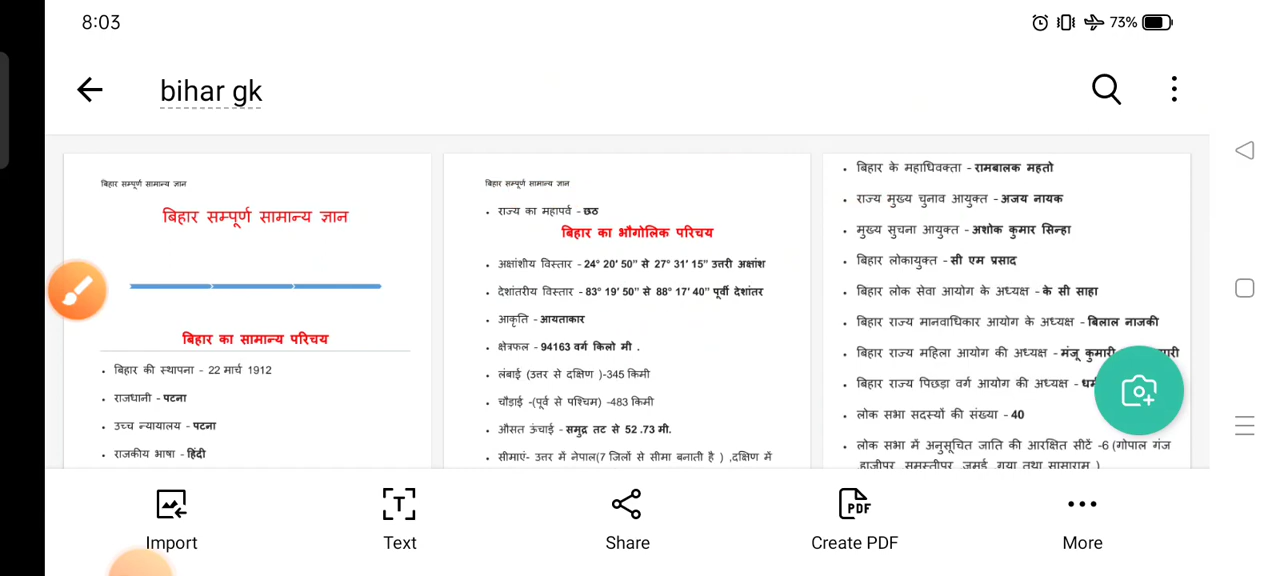 8:03
73%
bihar gk
बिहार सम्पूर्ण सामान्य ज्ञान
बिहार सम्पूर्ण सामान्य ज्ञान
बिहार का सामान्य परिचय
• बिहार की स्थापना - 22 मार्च 1912
• राजधानी - पटना
• उच्च न्यायालय - पटना
• राजकीय भाषा - हिंदी
बिहार सम्पूर्ण सामान्य ज्ञान
• राज्य का महापर्व - छठ
बिहार का भौगोलिक परिचय
• अक्षांशीय विस्तार - 24° 20′ 50″ से 27° 31′ 15″ उत्तरी अक्षांश
• देशांतरीय विस्तार - 83° 19′ 50″ से 88° 17′ 40″ पूर्वी देशांतर
• आकृति - आयताकार
• क्षेत्रफल - 94163 वर्ग किलो मी .
• लंबाई (उत्तर से दक्षिण )-345 किमी
• चौड़ाई -(पूर्व से पश्चिम) -483 किमी
• औसत ऊंचाई - समुद्र तट से 52 .73 मी.
• सीमाएं- उत्तर में नेपाल(7 जिलों से सीमा बनाती है ) ,दक्षिण में
• बिहार के महाधिवक्ता - रामबालक महतो
• राज्य मुख्य चुनाव आयुक्त - अजय नायक
• मुख्य सुचना आयुक्त - अशोक कुमार सिन्हा
• बिहार लोकायुक्त - सी एम प्रसाद
• बिहार लोक सेवा आयोग के अध्यक्ष - के सी साहा
• बिहार राज्य मानवाधिकार आयोग के अध्यक्ष - बिलाल नाजकी
• बिहार राज्य महिला आयोग की अध्यक्ष - मंजू कुमारी
• बिहार राज्य पिछड़ा वर्ग आयोग की अध्यक्ष -
• लोक सभा सदस्यों की संख्या - 40
• लोक सभा में अनुसूचित जाति की आरक्षित सीटें -6 (गोपाल गंज
हाजीपुर, समस्तीपुर, जमुई ,गया तथा सासाराम )
Import
Text
Share
PDF
Create PDF
More